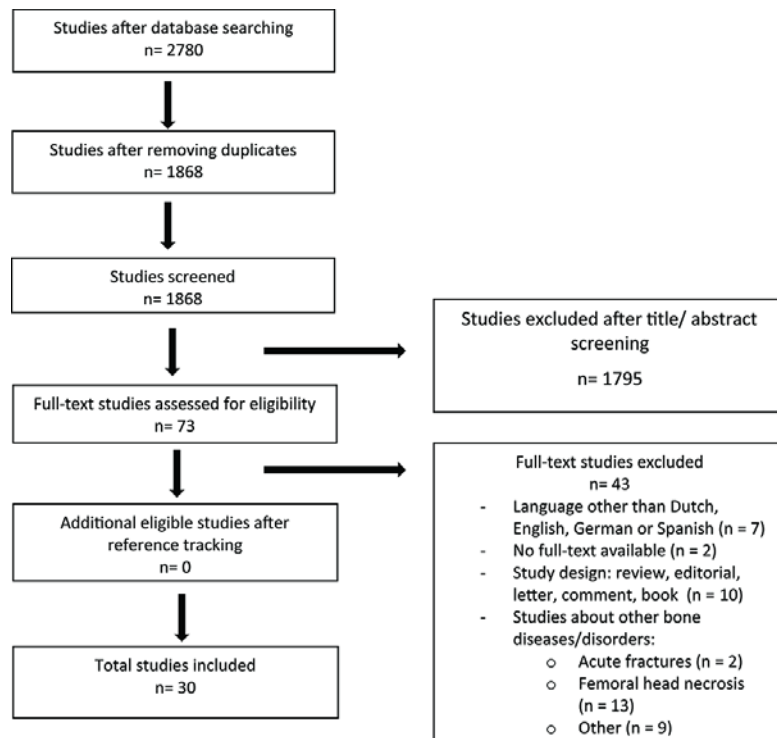 Studies after database searching
n= 2780
Studies after removing duplicates
n= 1868
Studies screened
n= 1868
Studies excluded after title/ abstract
screening
n= 1795
Full-text studies assessed for eligibility
n= 73
Full-text studies excluded
n= 43
- Language other than Dutch,
English, German or Spanish (n = 7)
- No full-text available (n = 2)
- Study design: review, editorial,
letter, comment, book (n = 10)
- Studies about other bone
diseases/disorders:
o Acute fractures (n = 2)
o Femoral head necrosis
(n = 13)
o Other (n = 9)
Additional eligible studies after
reference tracking
n= 0
Total studies included
n= 30